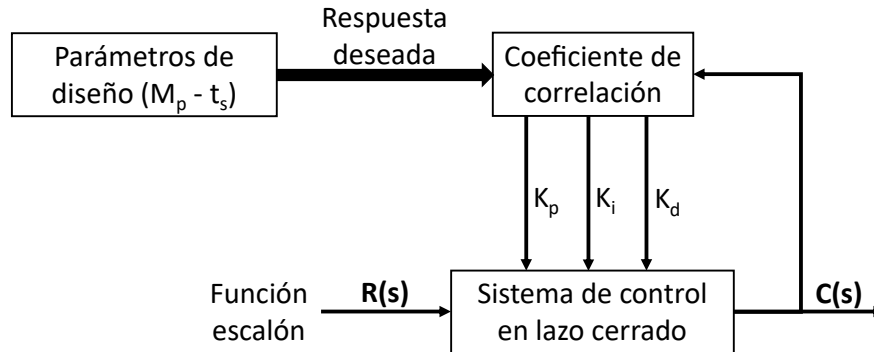 Respuesta
deseada
Parámetros de
diseño (Mp - ts)
Coeficiente de
correlación
Kp
Ki
Kd
Función
escalón
R(s)
Sistema de control
en lazo cerrado
C(s)